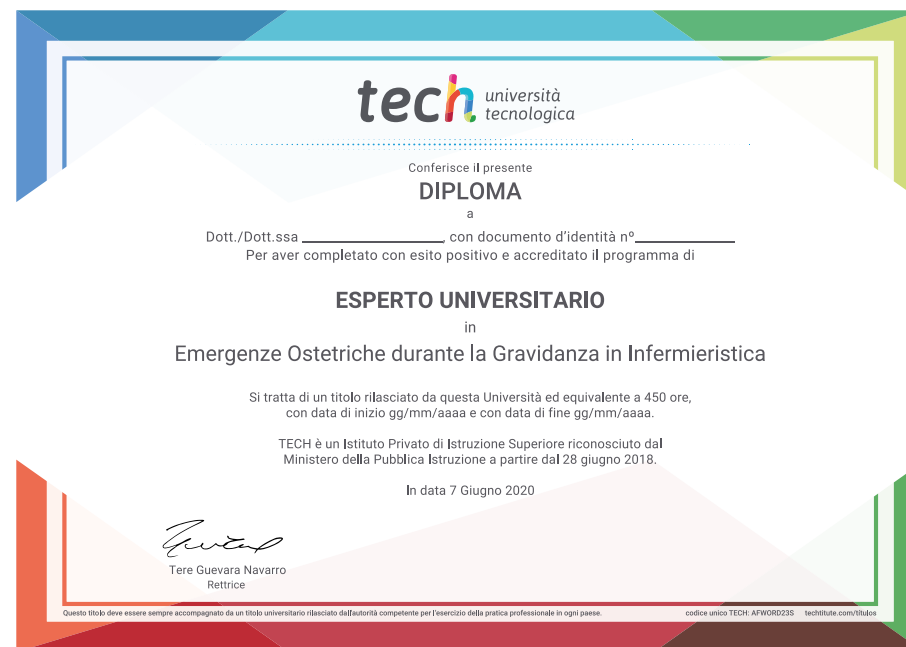 tech università
tecnologica
Conferisce il presente
DIPLOMA
a
Dott./Dott.ssa ____________________, con documento d'identità nº______________
Per aver completato con esito positivo e accreditato il programma di
ESPERTO UNIVERSITARIO
in
Emergenze Ostetriche durante la Gravidanza in Infermieristica
Si tratta di un titolo rilasciato da questa Università ed equivalente a 450 ore,
con data di inizio gg/mm/aaaa e con data di fine gg/mm/aaaa.
TECH è un Istituto Privato di Istruzione Superiore riconosciuto dal
Ministero della Pubblica Istruzione a partire dal 28 giugno 2018.
In data 7 Giugno 2020
Tere Guevara Navarro
Rettrice
Questo titolo deve essere sempre accompagnato da un titolo universitario rilasciato dall'autorità competente per l'esercizio della pratica professionale in ogni paese. codice unico TECH: AFWORD23S techtitute.com/titulos